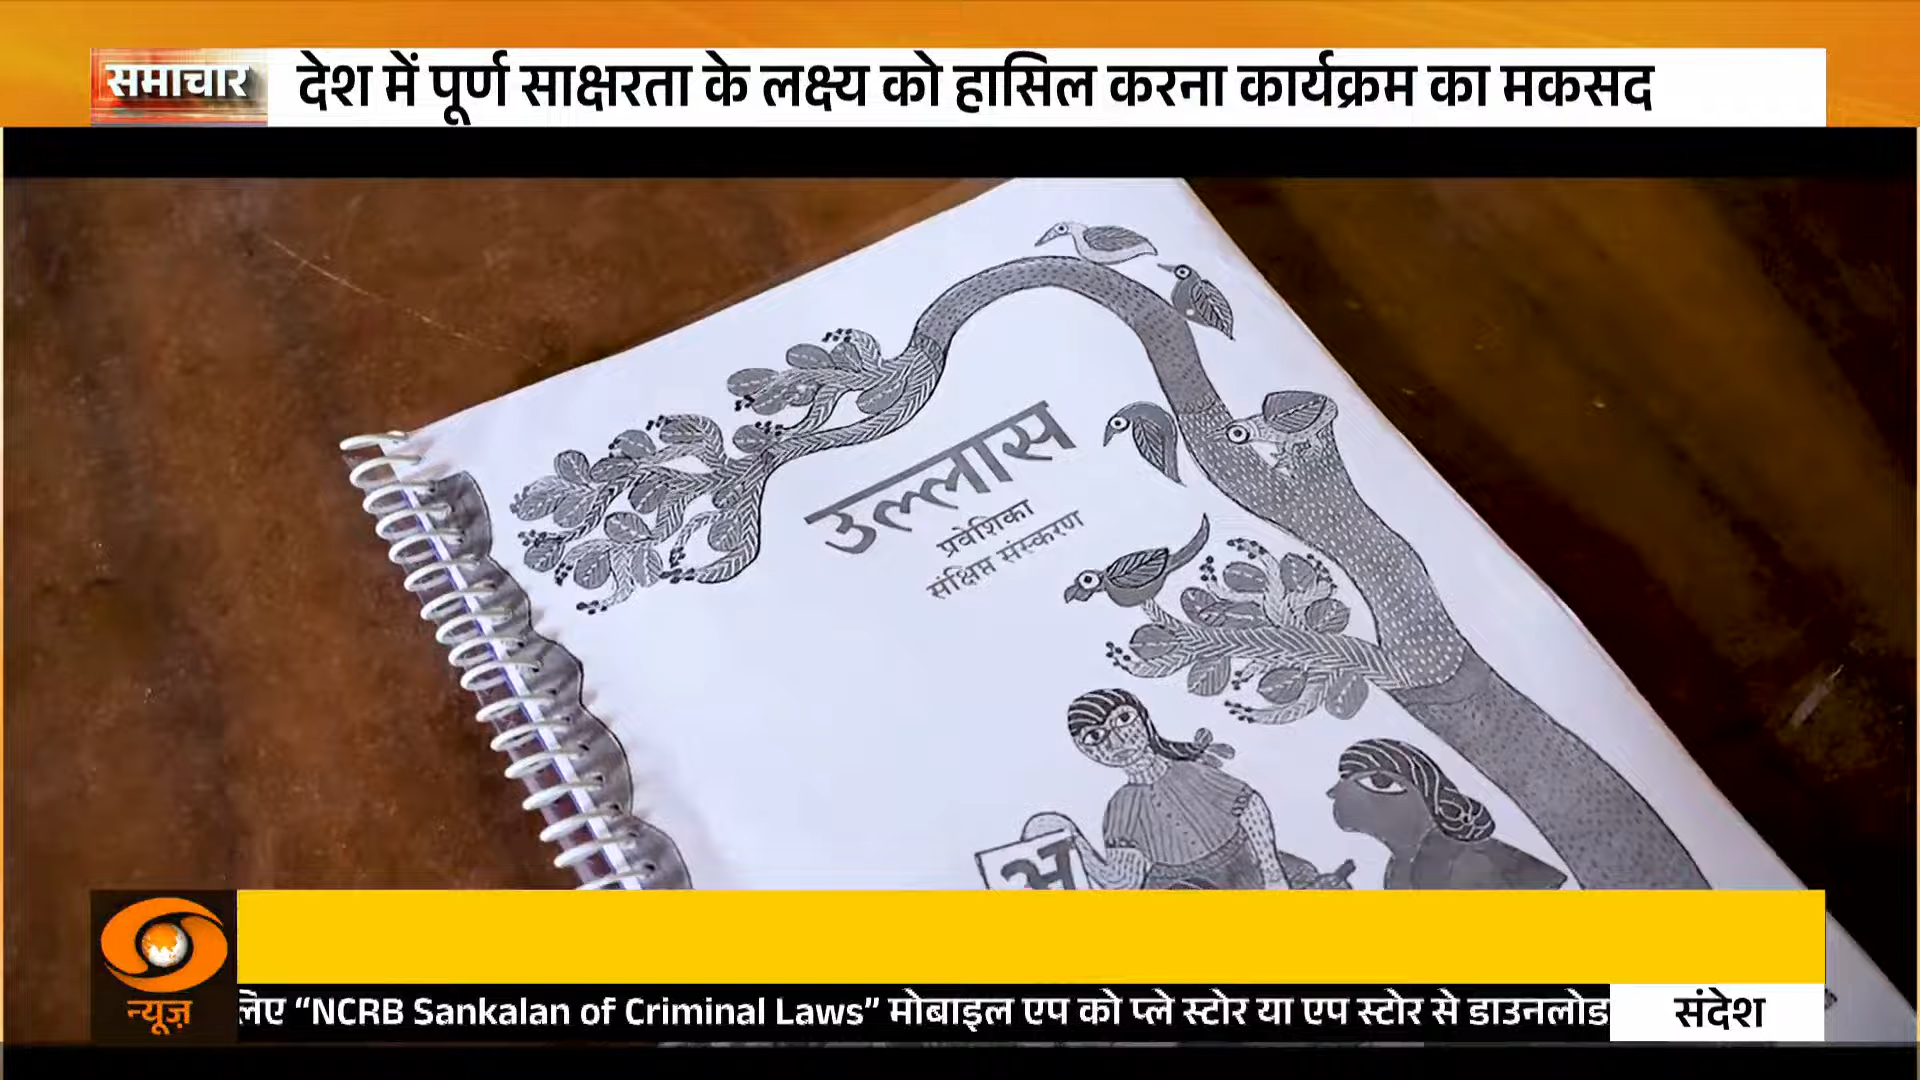 समाचार
देश में पूर्ण साक्षरता के लक्ष्य को हासिल करना कार्यक्रम का मकसद
उल्लास
प्रवेशिका
संक्षिप्त संस्करण
अ
न्यूज़
लिए “NCRB Sankalan of Criminal Laws” मोबाइल एप को प्ले स्टोर या एप स्टोर से डाउनलोड
संदेश